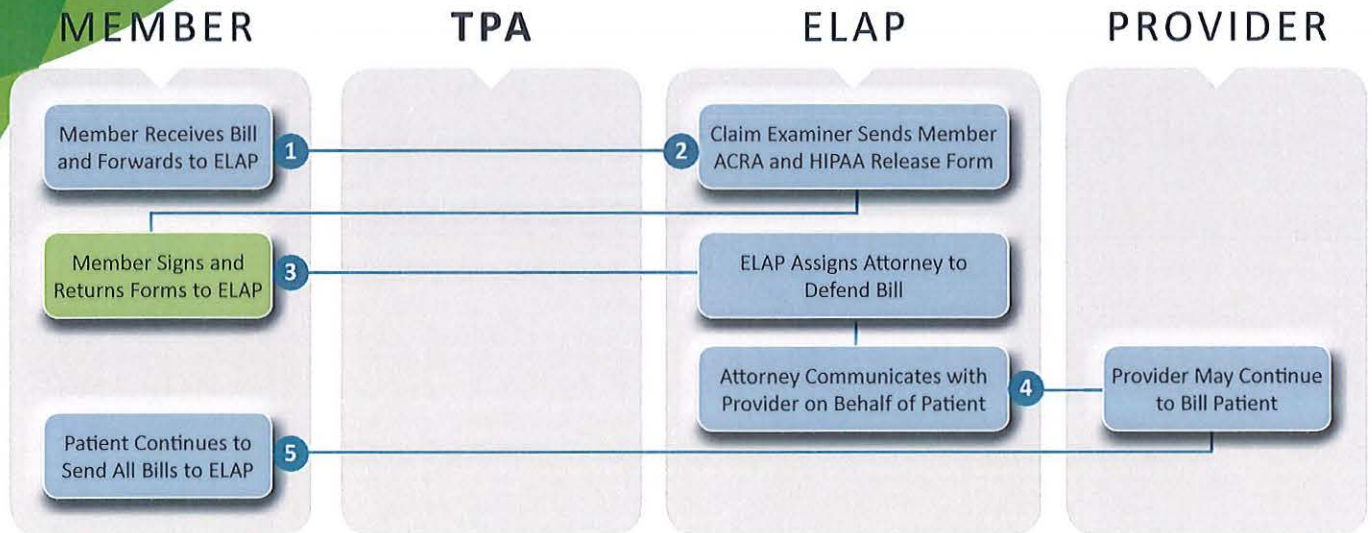 MEMBER
TPA
ELAP
PROVIDER
Member Receives Bill
and Forwards to ELAP
1
2
Claim Examiner Sends Member
ACRA and HIPAA Release Form
Member Signs and
Returns Forms to ELAP
3
ELAP Assigns Attorney to
Defend Bill
Attorney Communicates with
Provider on Behalf of Patient
4
Provider May Continue
to Bill Patient
Patient Continues to
Send All Bills to ELAP
5